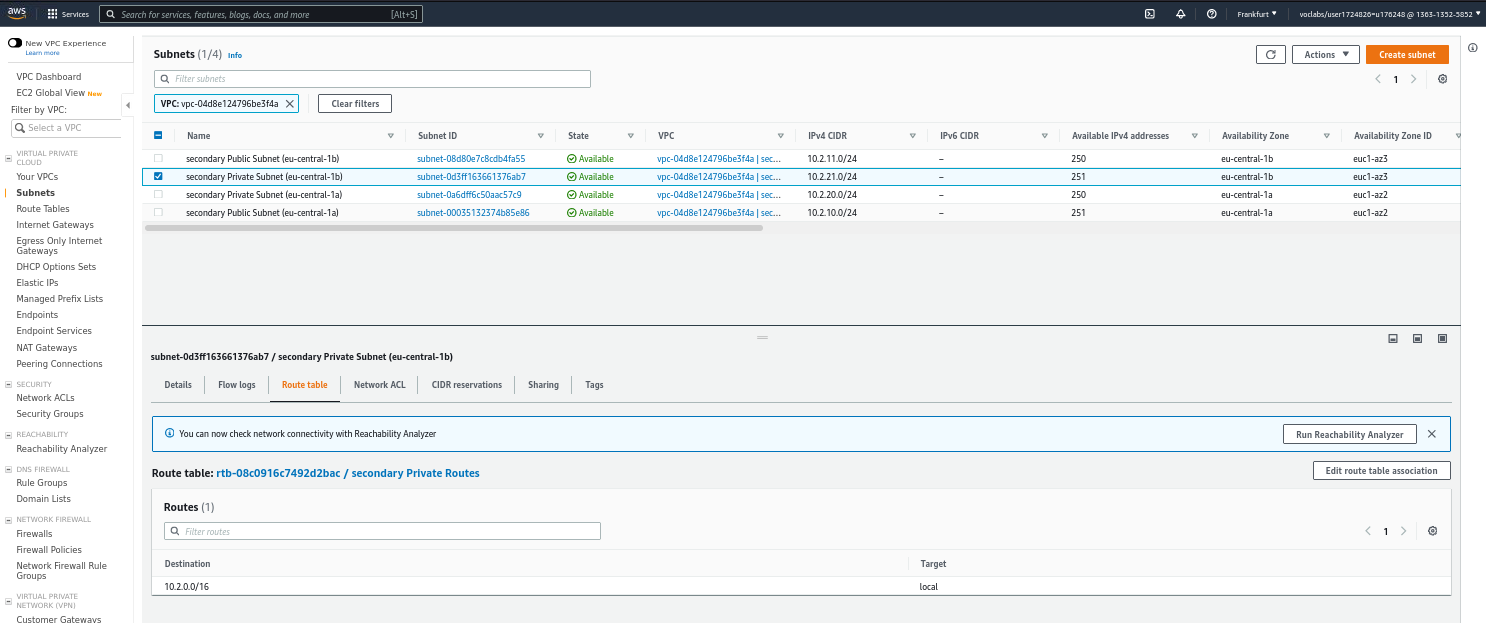 aws Services Search for services, features, blogs, docs, and more [Alt+S] Frankfurt voclabs/user1724826=u176248 @ 1363-1352-5852
New VPC Experience
Learn more
VPC Dashboard
EC2 Global View New
Filter by VPC:
Select a VPC
VIRTUAL PRIVATE
CLOUD
Your VPCs
Subnets
Route Tables
Internet Gateways
Egress Only Internet
Gateways
DHCP Options Sets
Elastic IPs
Managed Prefix Lists
Endpoints
Endpoint Services
NAT Gateways
Peering Connections
SECURITY
Network ACLs
Security Groups
REACHABILITY
Reachability Analyzer
DNS FIREWALL
Rule Groups
Domain Lists
NETWORK FIREWALL
Firewalls
Firewall Policies
Network Firewall Rule
Groups
VIRTUAL PRIVATE
NETWORK (VPN)
Customer Gateways
Subnets (1/4) Info Actions Create subnet
Filter subnets 1
VPC: vpc-04d8e124796be3f4a Clear filters
Name Subnet ID State VPC IPv4 CIDR IPv6 CIDR Available IPv4 addresses Availability Zone Availability Zone ID
secondary Public Subnet (eu-central-1b) subnet-08d80e7c8cdb4fa55 Available vpc-04d8e124796be3f4a | sec... 10.2.11.0/24 – 250 eu-central-1b euc1-az3
secondary Private Subnet (eu-central-1b) subnet-0d3ff163661376ab7 Available vpc-04d8e124796be3f4a | sec... 10.2.21.0/24 – 251 eu-central-1b euc1-az3
secondary Private Subnet (eu-central-1a) subnet-0a6dff6c50aac57c9 Available vpc-04d8e124796be3f4a | sec... 10.2.20.0/24 – 250 eu-central-1a euc1-az2
secondary Public Subnet (eu-central-1a) subnet-00035132374b85e86 Available vpc-04d8e124796be3f4a | sec... 10.2.10.0/24 – 251 eu-central-1a euc1-az2
subnet-0d3ff163661376ab7 / secondary Private Subnet (eu-central-1b)
Details Flow logs Route table Network ACL CIDR reservations Sharing Tags
You can now check network connectivity with Reachability Analyzer Run Reachability Analyzer
Route table: rtb-08c0916c7492d2bac / secondary Private Routes Edit route table association
Routes (1)
Filter routes 1
Destination Target
10.2.0.0/16 local